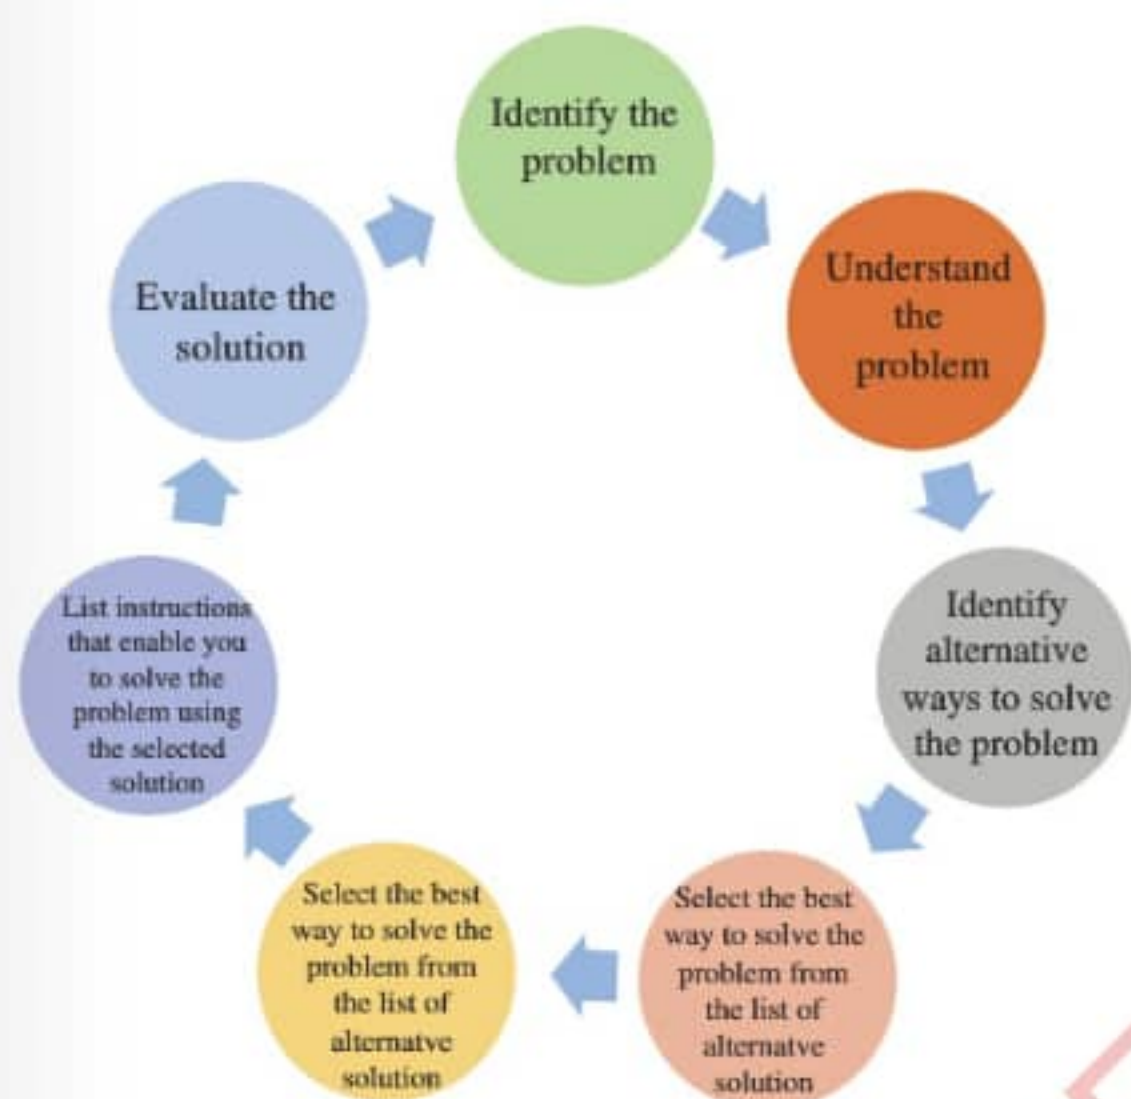 Identify the
problem
Understand
the
problem
Identify
alternative
ways to solve
the problem
Select the best
way to solve the
problem from
the list of
alternatve
solution
Select the best
way to solve the
problem from
the list of
alternatve
solution
List instructions
that enable you
to solve the
problem using
the selected
solution
Evaluate the
solution